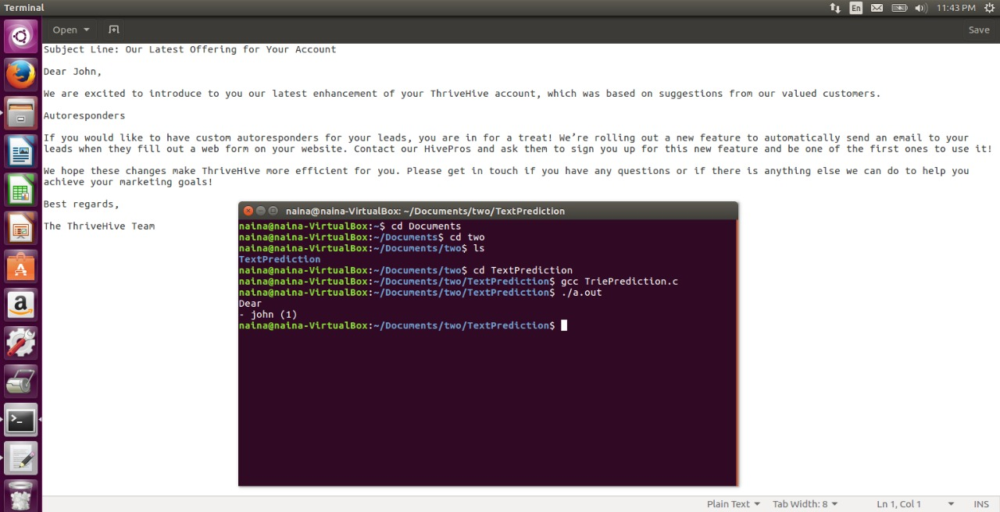 Terminal
En
11:43 PM
Open
Save
Subject Line: Our Latest Offering for Your Account
Dear John,
We are excited to introduce to you our latest enhancement of your ThriveHive account, which was based on suggestions from our valued customers.
Autoresponders
If you would like to have custom autoresponders for your leads, you are in for a treat! We’re rolling out a new feature to automatically send an email to your
leads when they fill out a web form on your website. Contact our HivePros and ask them to sign you up for this new feature and be one of the first ones to use it!
We hope these changes make ThriveHive more efficient for you. Please get in touch if you have any questions or if there is anything else we can do to help you
achieve your marketing goals!
Best regards,
The ThriveHive Team
naina@naina-VirtualBox: ~/Documents/two/TextPrediction
naina@naina-VirtualBox:~$ cd Documents
naina@naina-VirtualBox:~/Documents$ cd two
naina@naina-VirtualBox:~/Documents/two$ ls
TextPrediction
naina@naina-VirtualBox:~/Documents/two$ cd TextPrediction
naina@naina-VirtualBox:~/Documents/two/TextPrediction$ gcc TriePrediction.c
naina@naina-VirtualBox:~/Documents/two/TextPrediction$ ./a.out
Dear
- john (1)
naina@naina-VirtualBox:~/Documents/two/TextPrediction$
Plain Text
Tab Width: 8
Ln 1, Col 1
INS